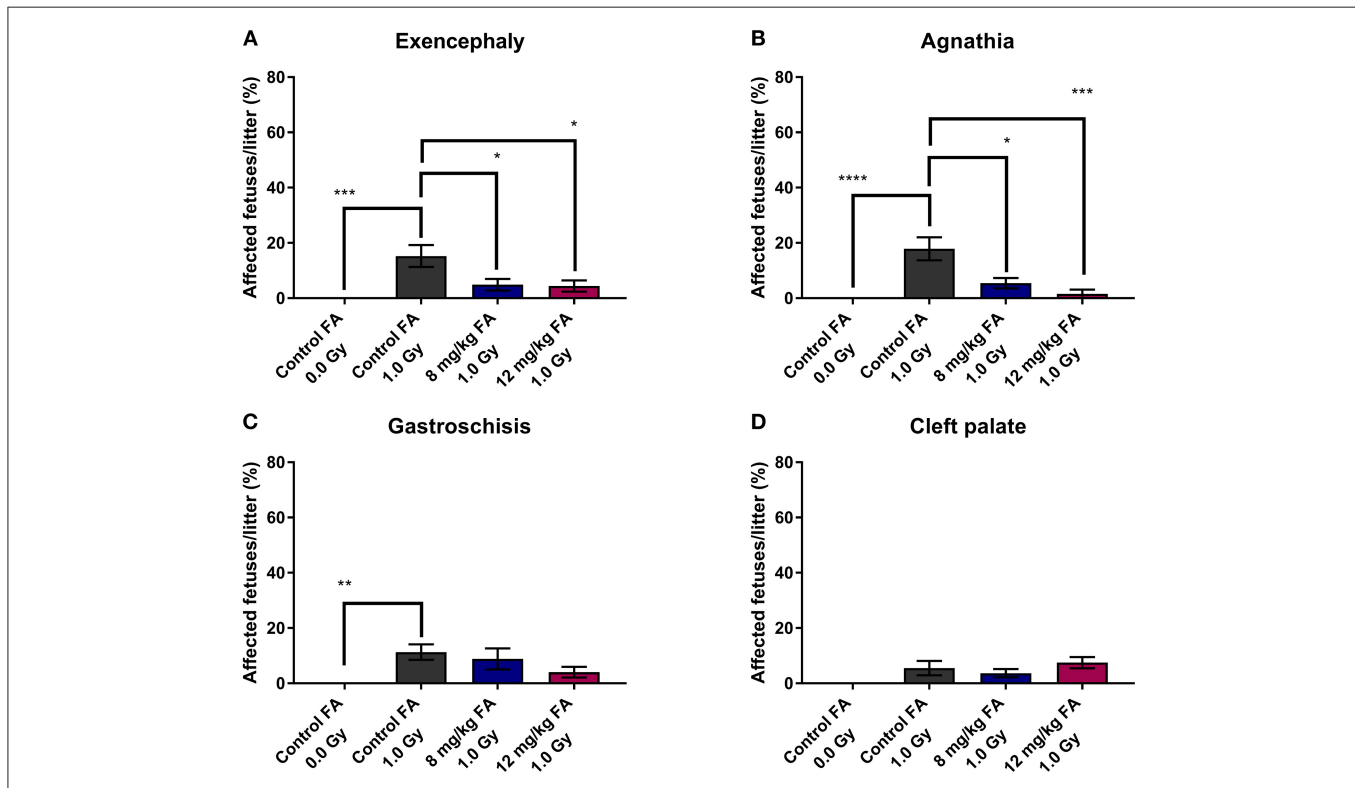 A
Exencephaly
Affected fetuses/litter (%)
80
60
40
20
0
***
*
*
Control FA
0.0 Gy
Control FA
1.0 Gy
8 mg/kg FA
1.0 Gy
12 mg/kg FA
1.0 Gy
B
Agnathia
Affected fetuses/litter (%)
80
60
40
20
0
****
*
***
Control FA
0.0 Gy
Control FA
1.0 Gy
8 mg/kg FA
1.0 Gy
12 mg/kg FA
1.0 Gy
C
Gastroschisis
Affected fetuses/litter (%)
80
60
40
20
0
**
Control FA
0.0 Gy
Control FA
1.0 Gy
8 mg/kg FA
1.0 Gy
12 mg/kg FA
1.0 Gy
D
Cleft palate
Affected fetuses/litter (%)
80
60
40
20
0
Control FA
0.0 Gy
Control FA
1.0 Gy
8 mg/kg FA
1.0 Gy
12 mg/kg FA
1.0 Gy